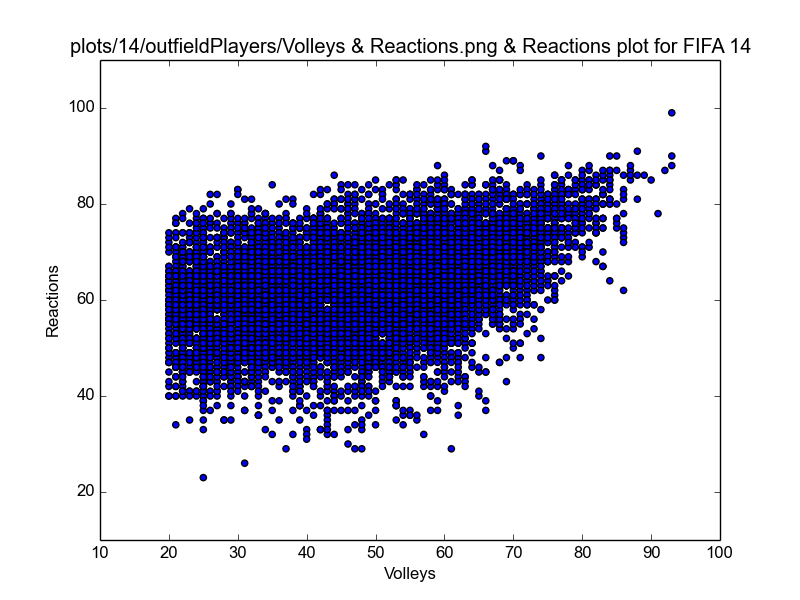 plots/14/outfieldPlayers/Volleys & Reactions.png & Reactions plot for FIFA 14
100
80
60
40
20
Reactions
10 20 30 40 50 60 70 80 90 100
Volleys